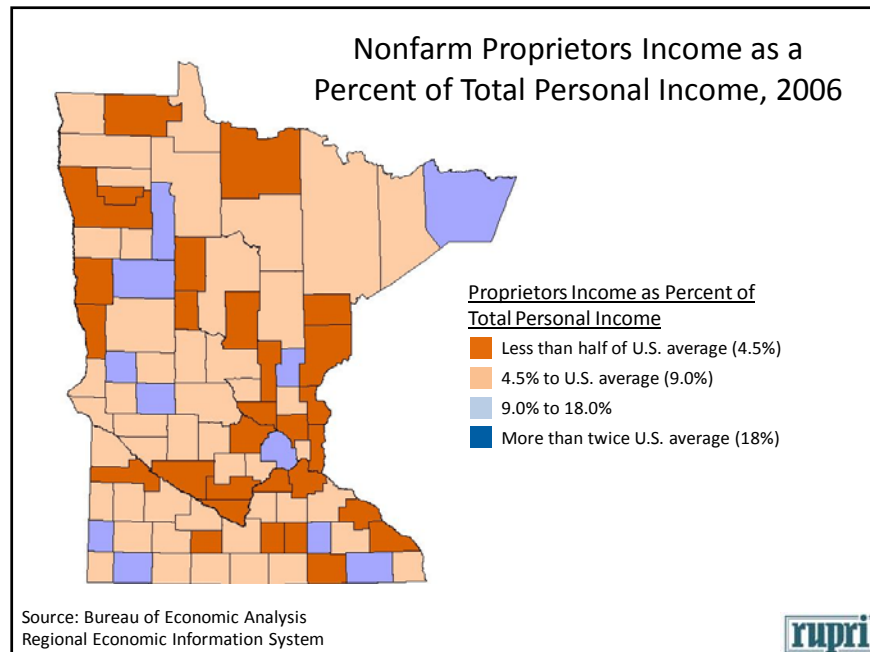 Nonfarm Proprietors Income as a
Percent of Total Personal Income, 2006
Proprietors Income as Percent of
Total Personal Income
Less than half of U.S. average (4.5%)
4.5% to U.S. average (9.0%)
9.0% to 18.0%
More than twice U.S. average (18%)
Source: Bureau of Economic Analysis
Regional Economic Information System
rupri